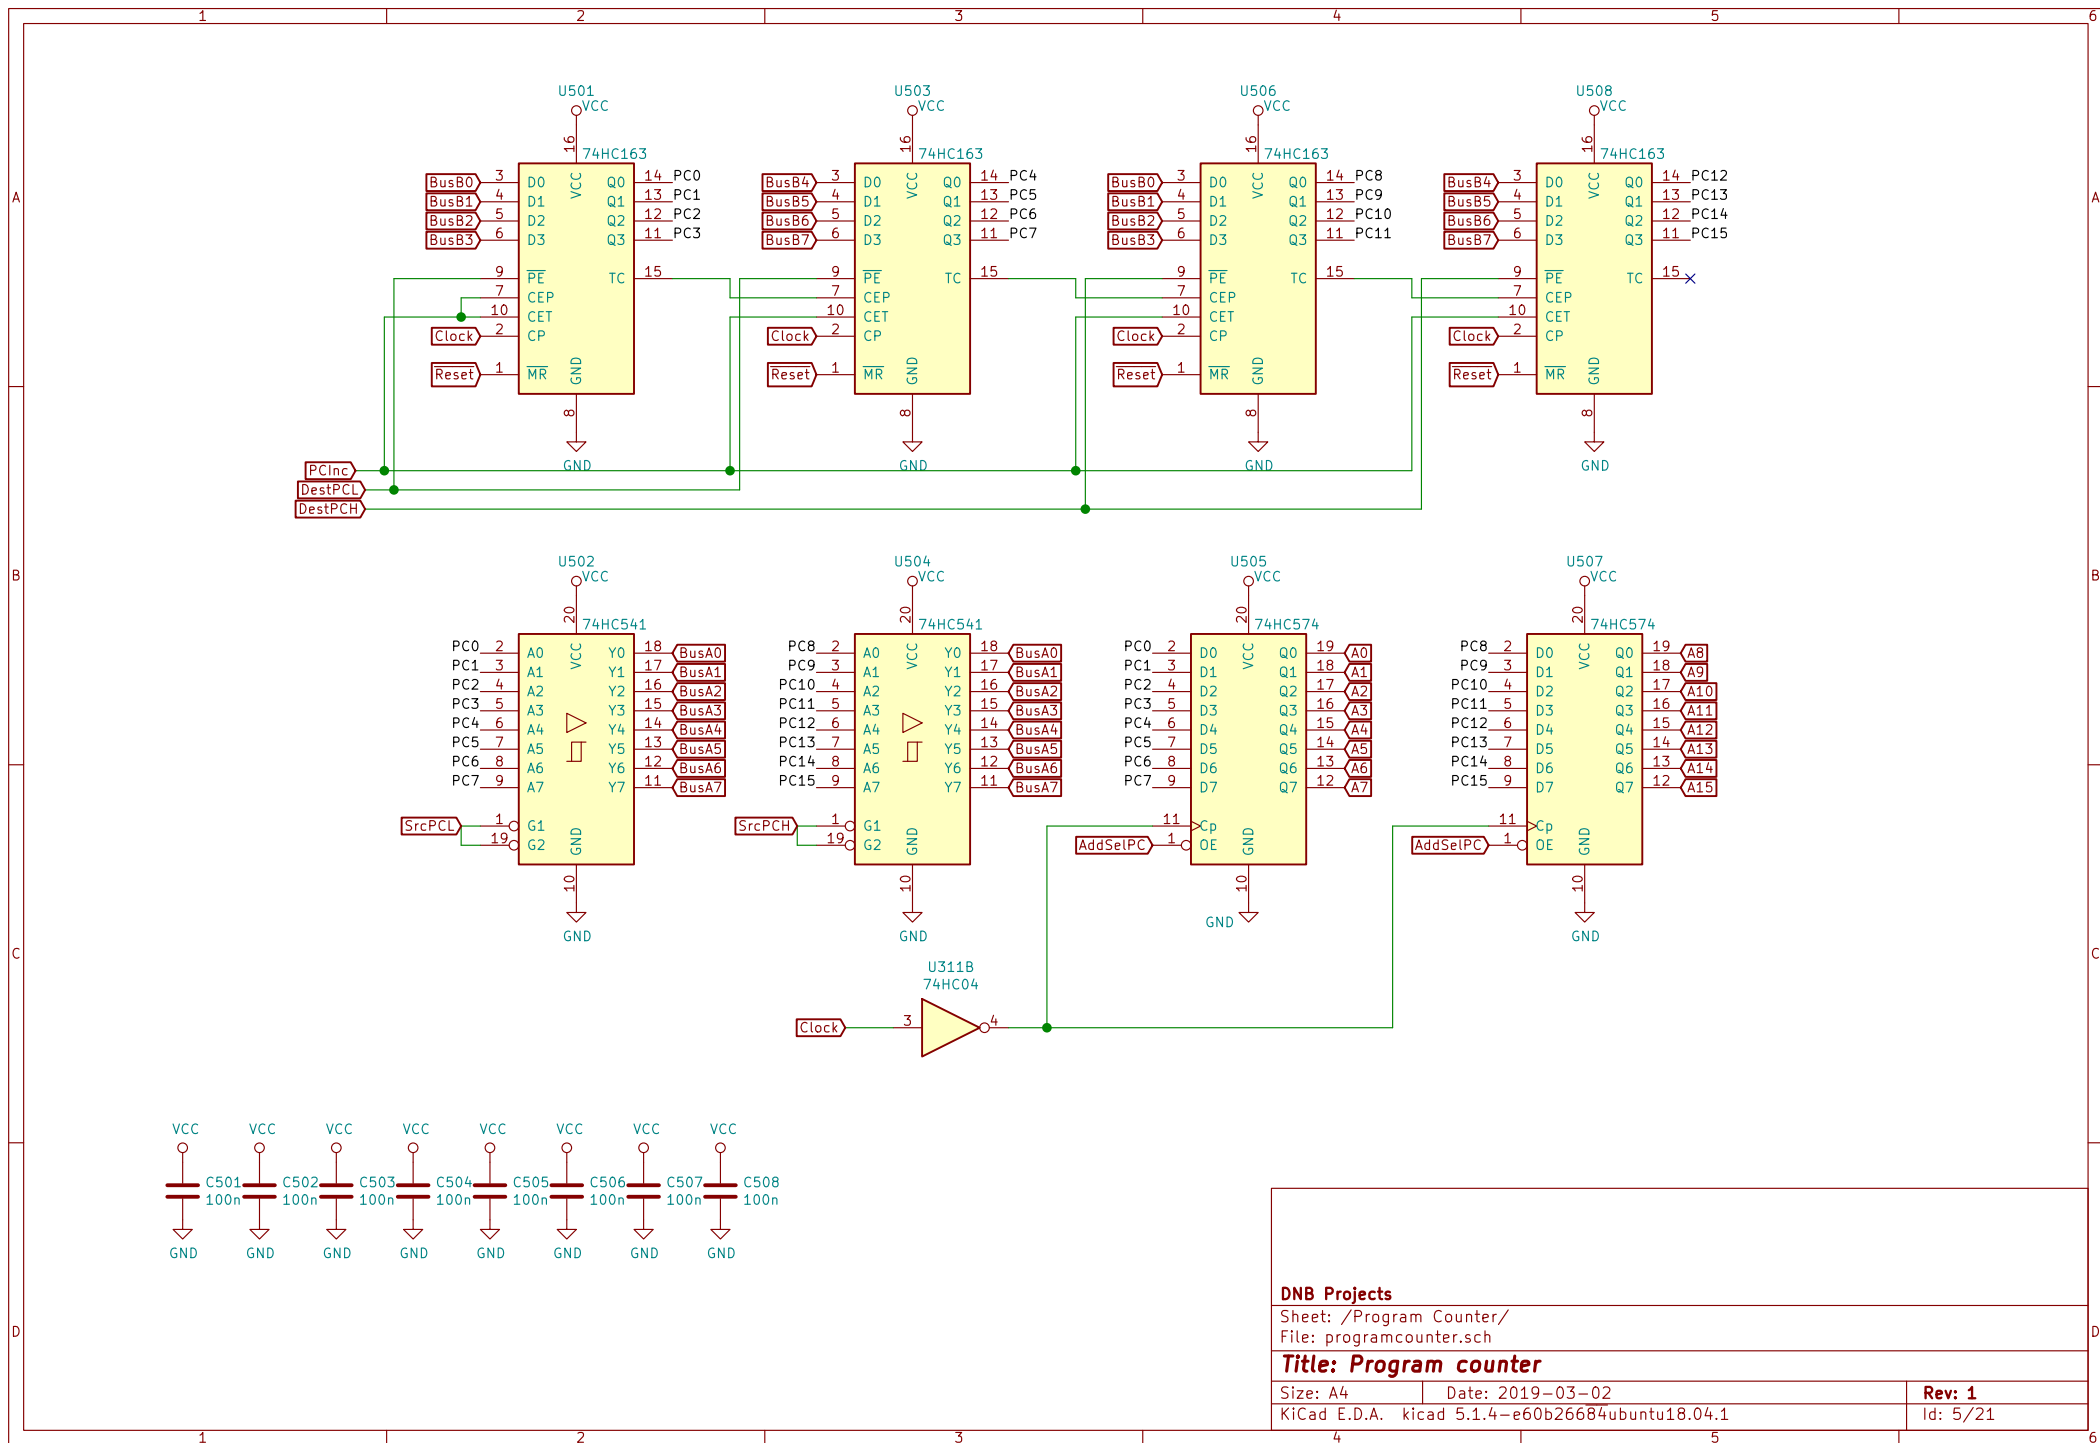 1 2 3 4 5 6
A
B
C
D
A
B
C
D
1 2 3 4 5 6
U501
VCC
16
74HC163
BusB0 3 D0 VCC Q0 14 PC0
BusB1 4 D1 Q1 13 PC1
BusB2 5 D2 Q2 12 PC2
BusB3 6 D3 Q3 11 PC3
9 PE TC 15
7 CEP
10 CET
Clock 2 CP
Reset 1 MR GND
8
GND
U503
VCC
16
74HC163
BusB4 3 D0 VCC Q0 14 PC4
BusB5 4 D1 Q1 13 PC5
BusB6 5 D2 Q2 12 PC6
BusB7 6 D3 Q3 11 PC7
9 PE TC 15
7 CEP
10 CET
Clock 2 CP
Reset 1 MR GND
8
GND
U506
VCC
16
74HC163
BusB0 3 D0 VCC Q0 14 PC8
BusB1 4 D1 Q1 13 PC9
BusB2 5 D2 Q2 12 PC10
BusB3 6 D3 Q3 11 PC11
9 PE TC 15
7 CEP
10 CET
Clock 2 CP
Reset 1 MR GND
8
GND
U508
VCC
16
74HC163
BusB4 3 D0 VCC Q0 14 PC12
BusB5 4 D1 Q1 13 PC13
BusB6 5 D2 Q2 12 PC14
BusB7 6 D3 Q3 11 PC15
9 PE TC 15
7 CEP
10 CET
Clock 2 CP
Reset 1 MR GND
8
GND
PCInc
DestPCL
DestPCH
U502
VCC
20
74HC541
PC0 2 A0 VCC Y0 18 BusA0
PC1 3 A1 Y1 17 BusA1
PC2 4 A2 Y2 16 BusA2
PC3 5 A3 Y3 15 BusA3
PC4 6 A4 Y4 14 BusA4
PC5 7 A5 Y5 13 BusA5
PC6 8 A6 Y6 12 BusA6
PC7 9 A7 Y7 11 BusA7
SrcPCL 1 G1
19 G2 GND
10
GND
U504
VCC
20
74HC541
PC8 2 A0 VCC Y0 18 BusA0
PC9 3 A1 Y1 17 BusA1
PC10 4 A2 Y2 16 BusA2
PC11 5 A3 Y3 15 BusA3
PC12 6 A4 Y4 14 BusA4
PC13 7 A5 Y5 13 BusA5
PC14 8 A6 Y6 12 BusA6
PC15 9 A7 Y7 11 BusA7
SrcPCH 1 G1
19 G2 GND
10
GND
U505
VCC
20
74HC574
PC0 2 D0 VCC Q0 19 A0
PC1 3 D1 Q1 18 A1
PC2 4 D2 Q2 17 A2
PC3 5 D3 Q3 16 A3
PC4 6 D4 Q4 15 A4
PC5 7 D5 Q5 14 A5
PC6 8 D6 Q6 13 A6
PC7 9 D7 Q7 12 A7
11 Cp
AddSelPC 1 OE GND
10
GND
U507
VCC
20
74HC574
PC8 2 D0 VCC Q0 19 A8
PC9 3 D1 Q1 18 A9
PC10 4 D2 Q2 17 A10
PC11 5 D3 Q3 16 A11
PC12 6 D4 Q4 15 A12
PC13 7 D5 Q5 14 A13
PC14 8 D6 Q6 13 A14
PC15 9 D7 Q7 12 A15
11 Cp
AddSelPC 1 OE GND
10
GND
U311B
74HC04
Clock 3 4
VCC VCC VCC VCC VCC VCC VCC VCC
C501 C502 C503 C504 C505 C506 C507 C508
100n 100n 100n 100n 100n 100n 100n 100n
GND GND GND GND GND GND GND GND
DNB Projects
Sheet: /Program Counter/
File: programcounter.sch
Title: Program counter
Size: A4 Date: 2019-03-02 Rev: 1
KiCad E.D.A. kicad 5.1.4-e60b26684ubuntu18.04.1 Id: 5/21